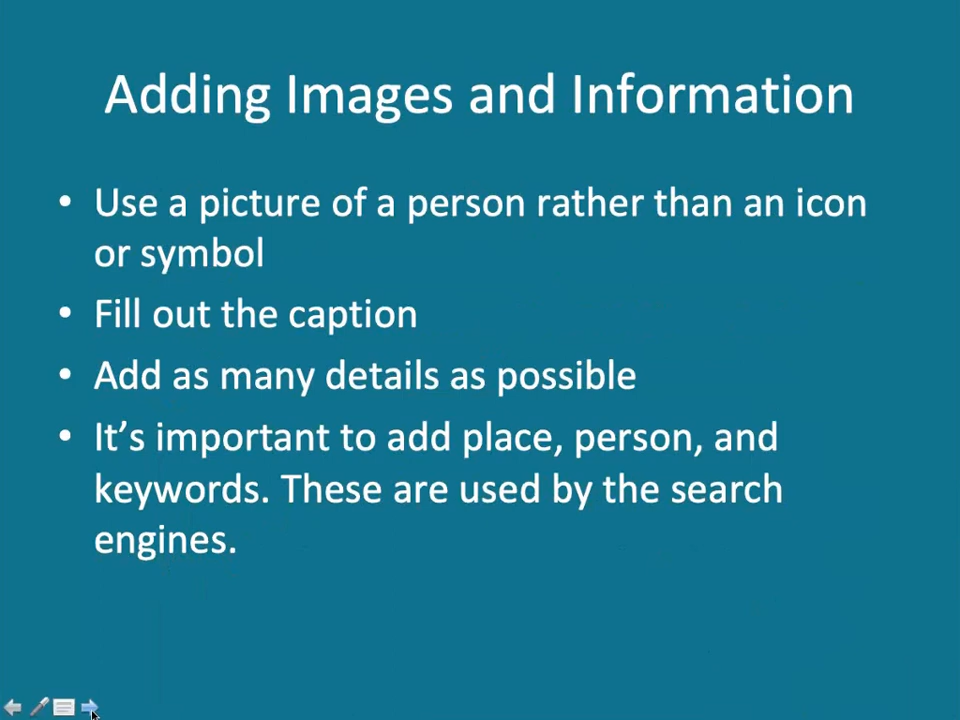 Adding Images and Information
• Use a picture of a person rather than an icon
or symbol
• Fill out the caption
• Add as many details as possible
• It’s important to add place, person, and
keywords. These are used by the search
engines.